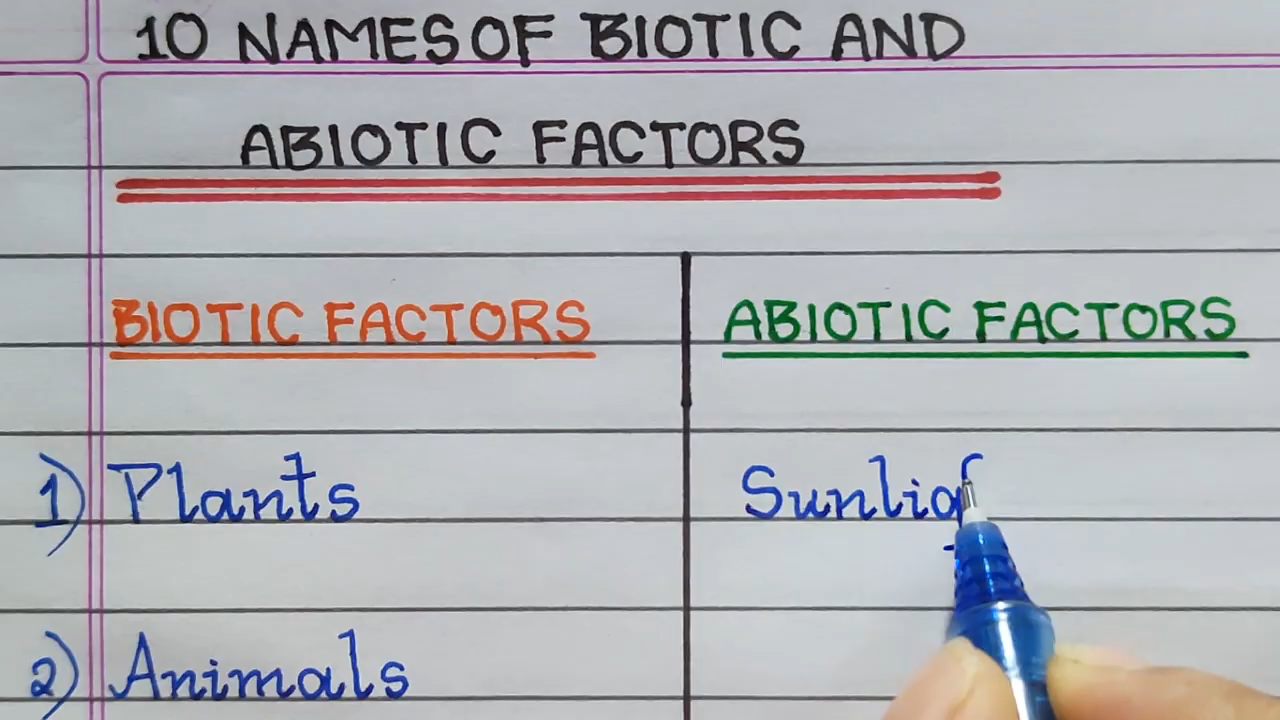 10 NAMES OF BIOTIC AND
ABIOTIC FACTORS
BIOTIC FACTORS ABIOTIC FACTORS
1) Plants
2) Animals